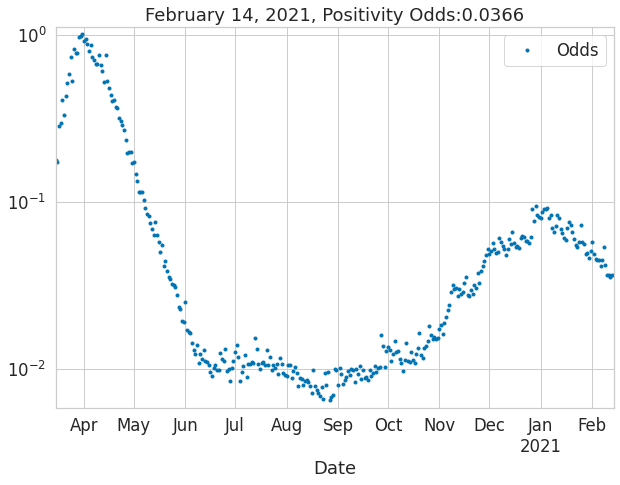 February 14, 2021, Positivity Odds:0.0366
10⁰
Odds
10⁻¹
10⁻²
Apr May Jun Jul Aug Sep Oct Nov Dec Jan Feb
2021
Date